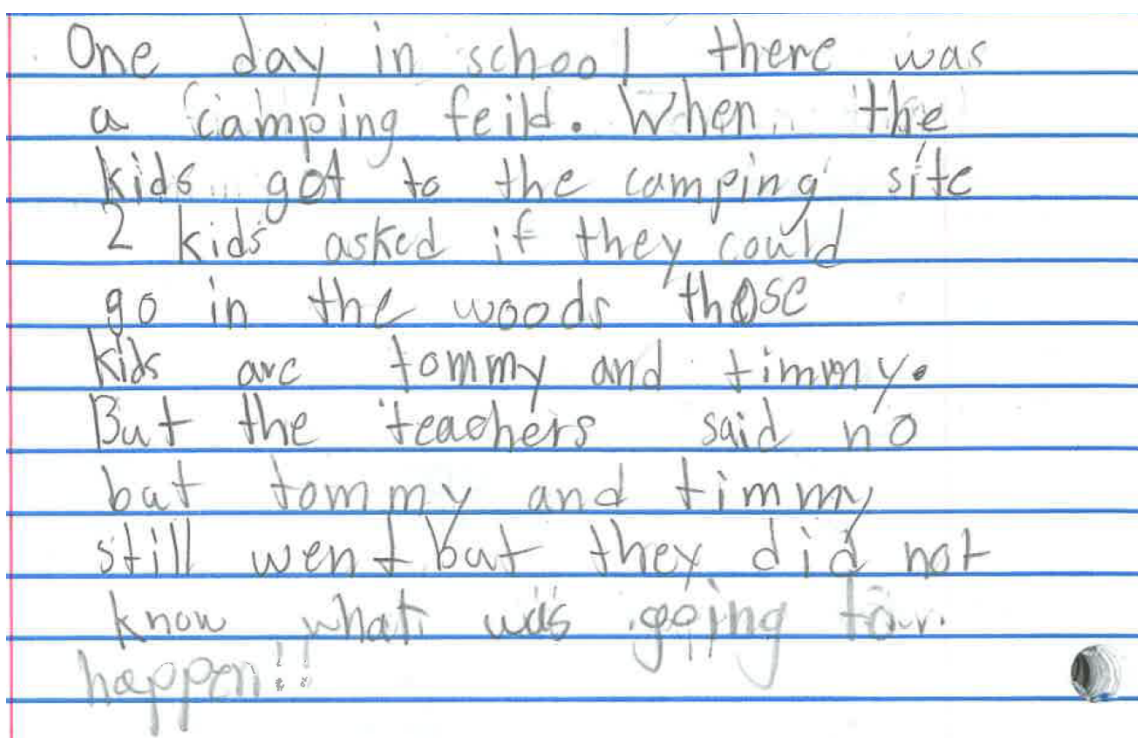 One day in school there was
a camping feild. When the
kids got to the camping site
2 kids asked if they could
go in the woods those
kids are tommy and timmy.
But the teachers said no
but tommy and timmy
still went but they did not
know what was going to
happen!!